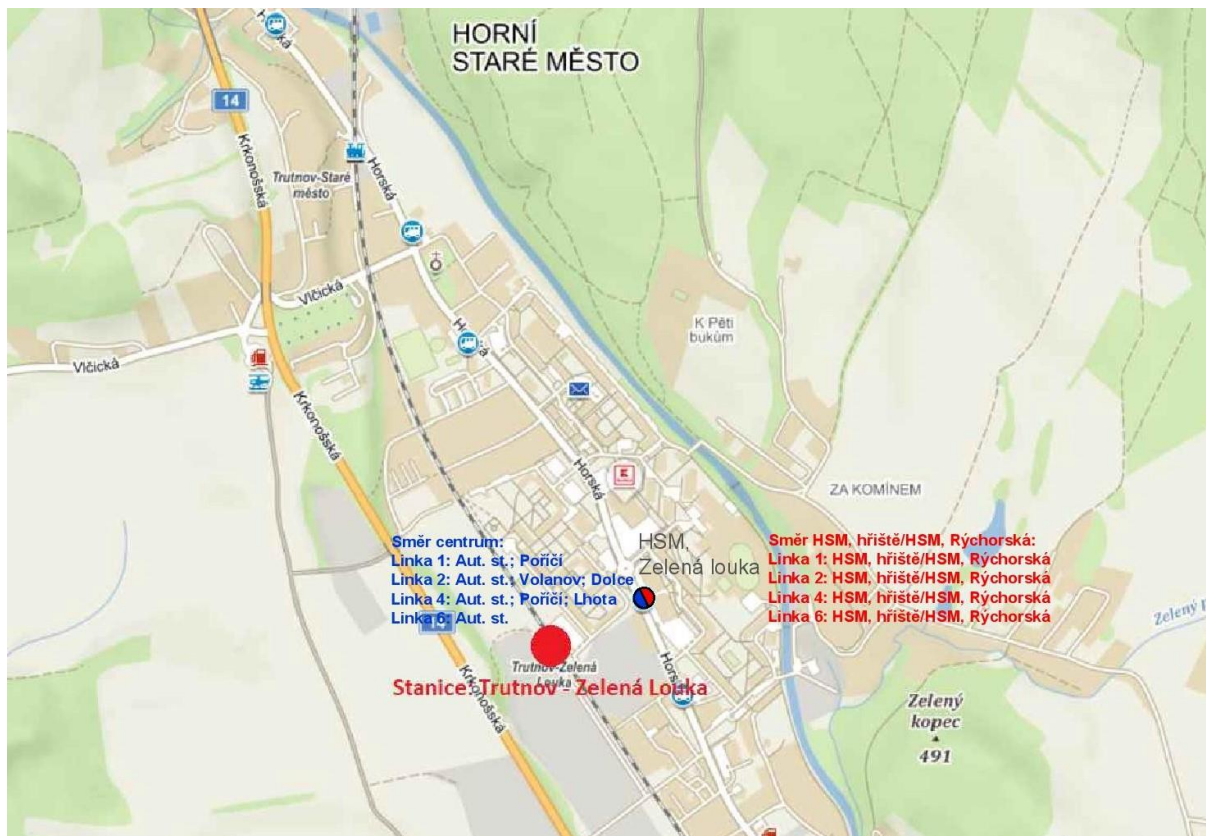 HORNÍ
STARÉ MĚSTO
14
Horská
Krkonošská
Trutnov-Staré
město
Horská
Vlčická
Vlčická
Horská
Krkonošská
K Pěti
bukům
Horská
ZA KOMÍNEM
Směr centrum:
Linka 1: Aut. st.; Poříčí
Linka 2: Aut. st.; Volanov; Dolce
Linka 4: Aut. st.; Poříčí; Lhota
Linka 6: Aut. st.
HSM,
Zelená louka
Směr HSM, hřiště/HSM, Rýchorská:
Linka 1: HSM, hřiště/HSM, Rýchorská
Linka 2: HSM, hřiště/HSM, Rýchorská
Linka 4: HSM, hřiště/HSM, Rýchorská
Linka 6: HSM, hřiště/HSM, Rýchorská
14
Zelený
Trutnov-Zelená
Louka
Krkonošská
Horská
Stanice: Trutnov - Zelená Louka
Zelený
kopec
491